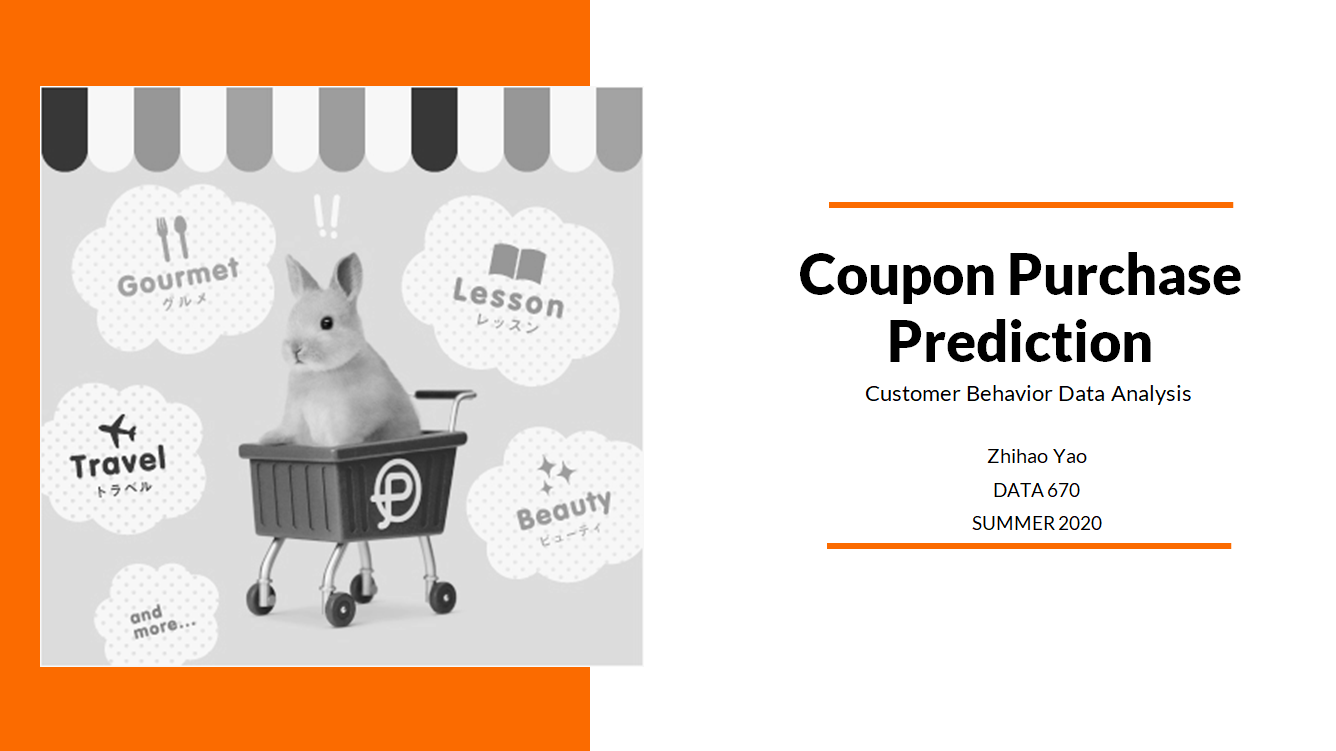 !!
Gourmet
グルメ
Lesson
レッスン
Travel
トラベル
Beauty
ビューティ
and
more...
P
Coupon Purchase
Prediction
Customer Behavior Data Analysis
Zhihao Yao
DATA 670
SUMMER 2020